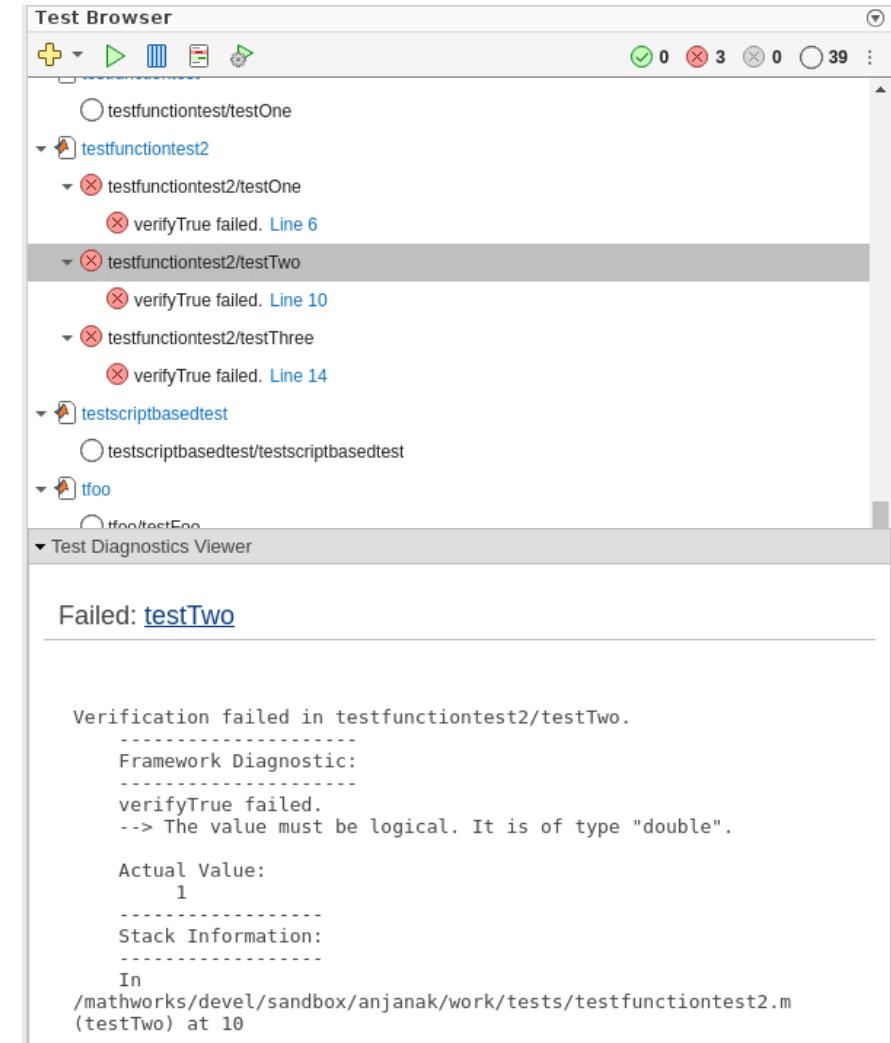 Test Browser
0 3 0 39
testfunctiontest
testfunctiontest/testOne
testfunctiontest2
testfunctiontest2/testOne
verifyTrue failed. Line 6
testfunctiontest2/testTwo
verifyTrue failed. Line 10
testfunctiontest2/testThree
verifyTrue failed. Line 14
testscriptbasedtest
testscriptbasedtest/testscriptbasedtest
tfoo
tfoo/testFoo
Test Diagnostics Viewer
Failed: testTwo
Verification failed in testfunctiontest2/testTwo.
---------------------
Framework Diagnostic:
---------------------
verifyTrue failed.
--> The value must be logical. It is of type "double".
Actual Value:
1
------------------
Stack Information:
------------------
In
/mathworks/devel/sandbox/anjanak/work/tests/testfunctiontest2.m
(testTwo) at 10